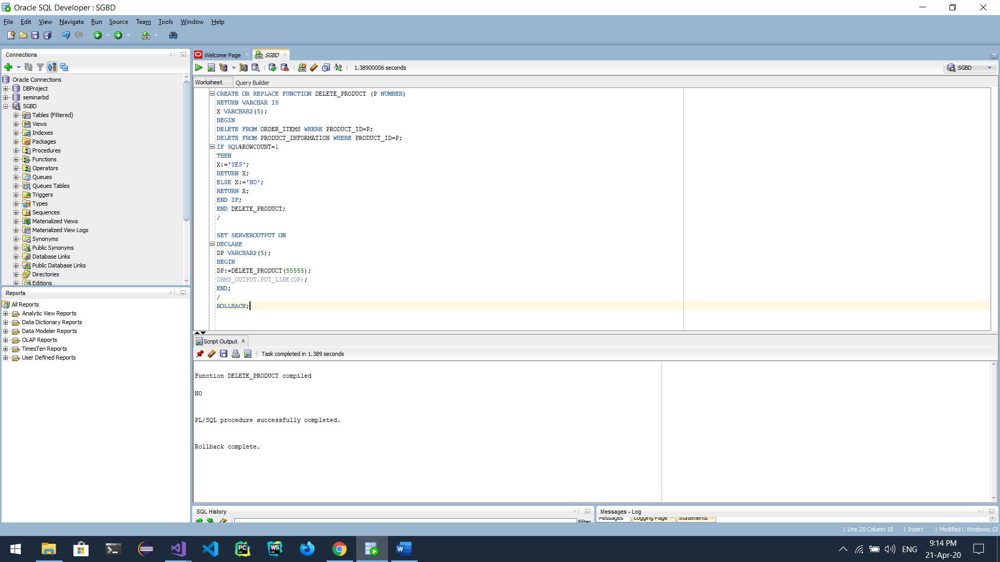 Oracle SQL Developer : SGBD
File Edit View Navigate Run Source Team Tools Window Help
Connections
Oracle Connections
DBProject
seminarbd
SGBD
Tables (Filtered)
Views
Indexes
Packages
Procedures
Functions
Operators
Queues
Queues Tables
Triggers
Types
Sequences
Materialized Views
Materialized View Logs
Synonyms
Public Synonyms
Database Links
Public Database Links
Directories
Editions
Reports
All Reports
Analytic View Reports
Data Dictionary Reports
Data Modeler Reports
OLAP Reports
TimesTen Reports
User Defined Reports
Welcome Page SGBD
1.38900006 seconds
SGBD
Worksheet Query Builder
CREATE OR REPLACE FUNCTION DELETE_PRODUCT (P NUMBER)
RETURN VARCHAR IS
X VARCHAR2(5);
BEGIN
DELETE FROM ORDER_ITEMS WHERE PRODUCT_ID=P;
DELETE FROM PRODUCT_INFORMATION WHERE PRODUCT_ID=P;
IF SQL%ROWCOUNT=1
THEN
X:='YES';
RETURN X;
ELSE X:='NO';
RETURN X;
END IF;
END DELETE_PRODUCT;
/
SET SERVEROUTPUT ON
DECLARE
DP VARCHAR2(5);
BEGIN
DP:=DELETE_PRODUCT(55555);
DBMS_OUTPUT.PUT_LINE(DP);
END;
/
ROLLBACK;
Script Output
Task completed in 1.389 seconds
Function DELETE_PRODUCT compiled
NO
PL/SQL procedure successfully completed.
Rollback complete.
SQL History
Filter
Messages - Log
Messages Logging Page Statements
Line 25 Column 10 Insert Modified Windows:
9:14 PM
ENG
21-Apr-20